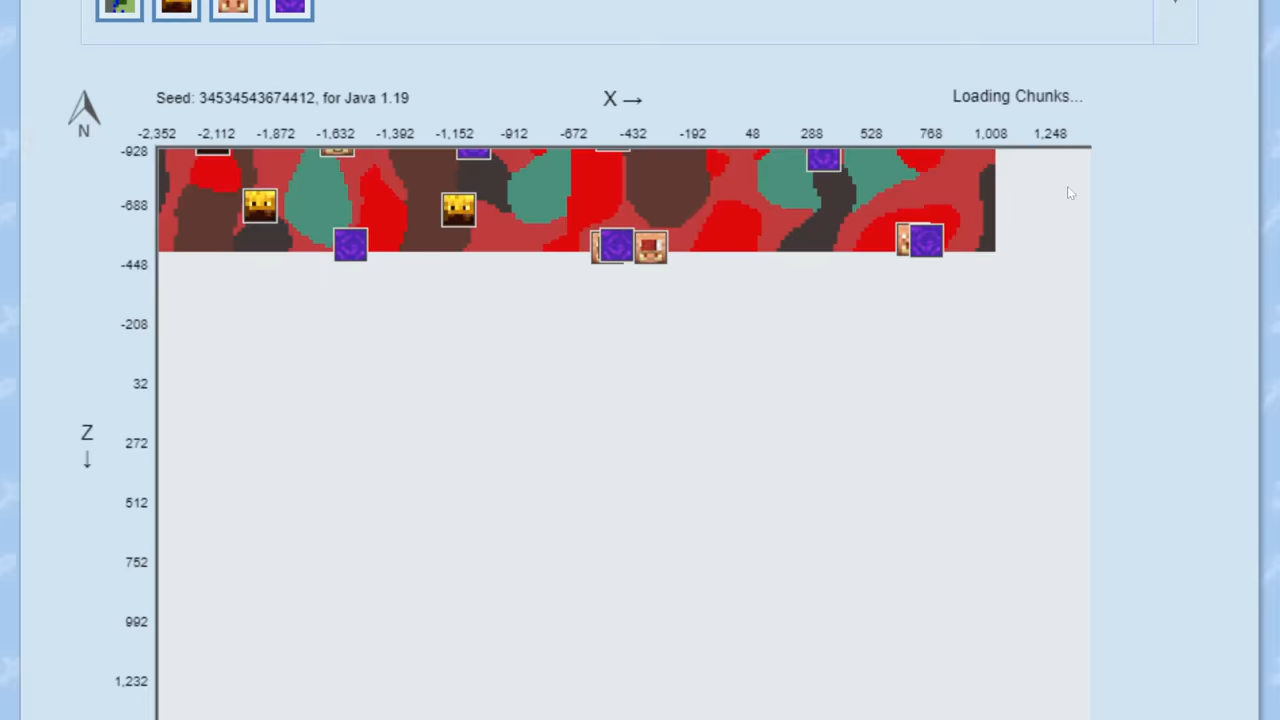 Seed: 34534543674412, for Java 1.19
X →
Loading Chunks...
N
-2,352 -2,112 -1,872 -1,632 -1,392 -1,152 -912 -672 -432 -192 48 288 528 768 1,008 1,248
-928
-688
-448
-208
32
Z
↓
272
512
752
992
1,232